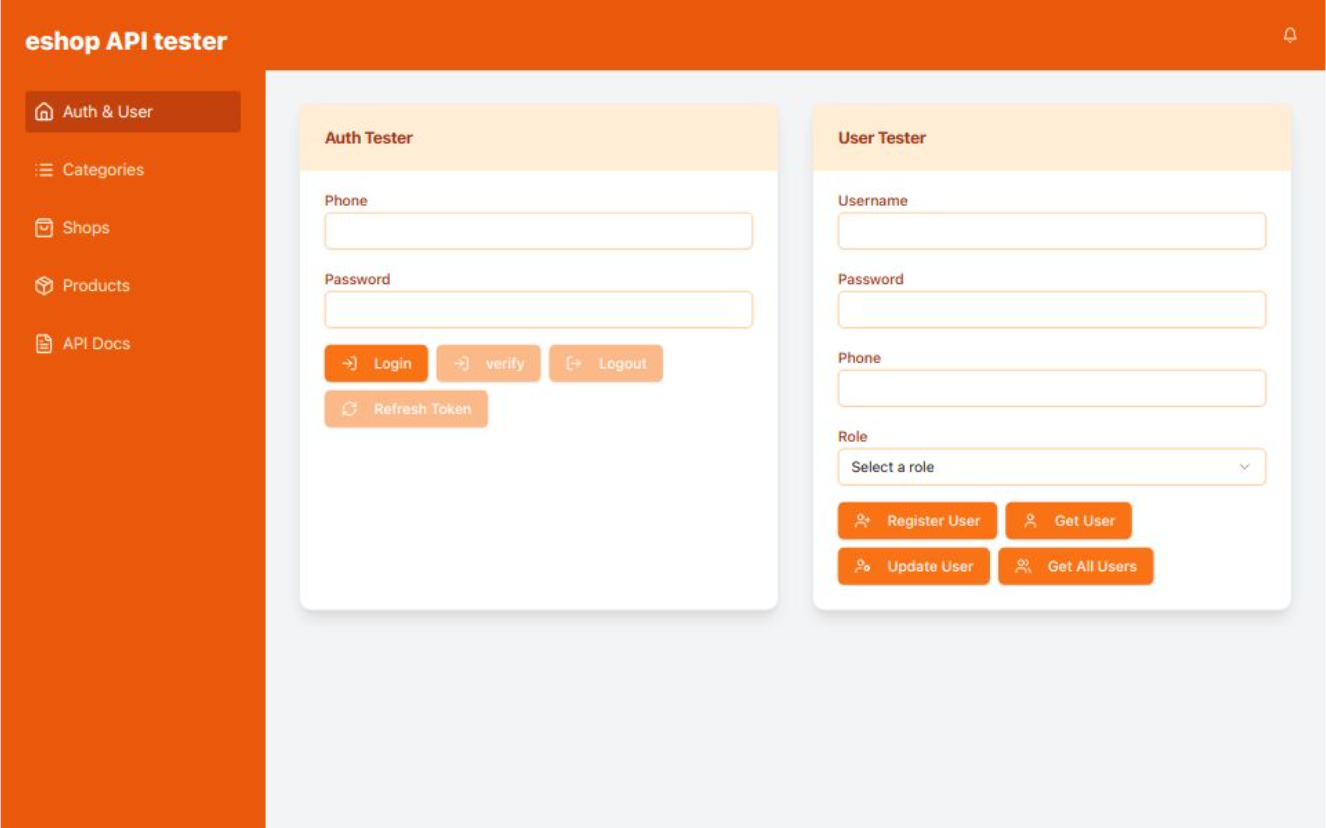 eshop API tester
Auth & User
Categories
Shops
Products
API Docs
Auth Tester
Phone
Password
Login verify Logout
Refresh Token
User Tester
Username
Password
Phone
Role
Select a role
Register User Get User
Update User Get All Users